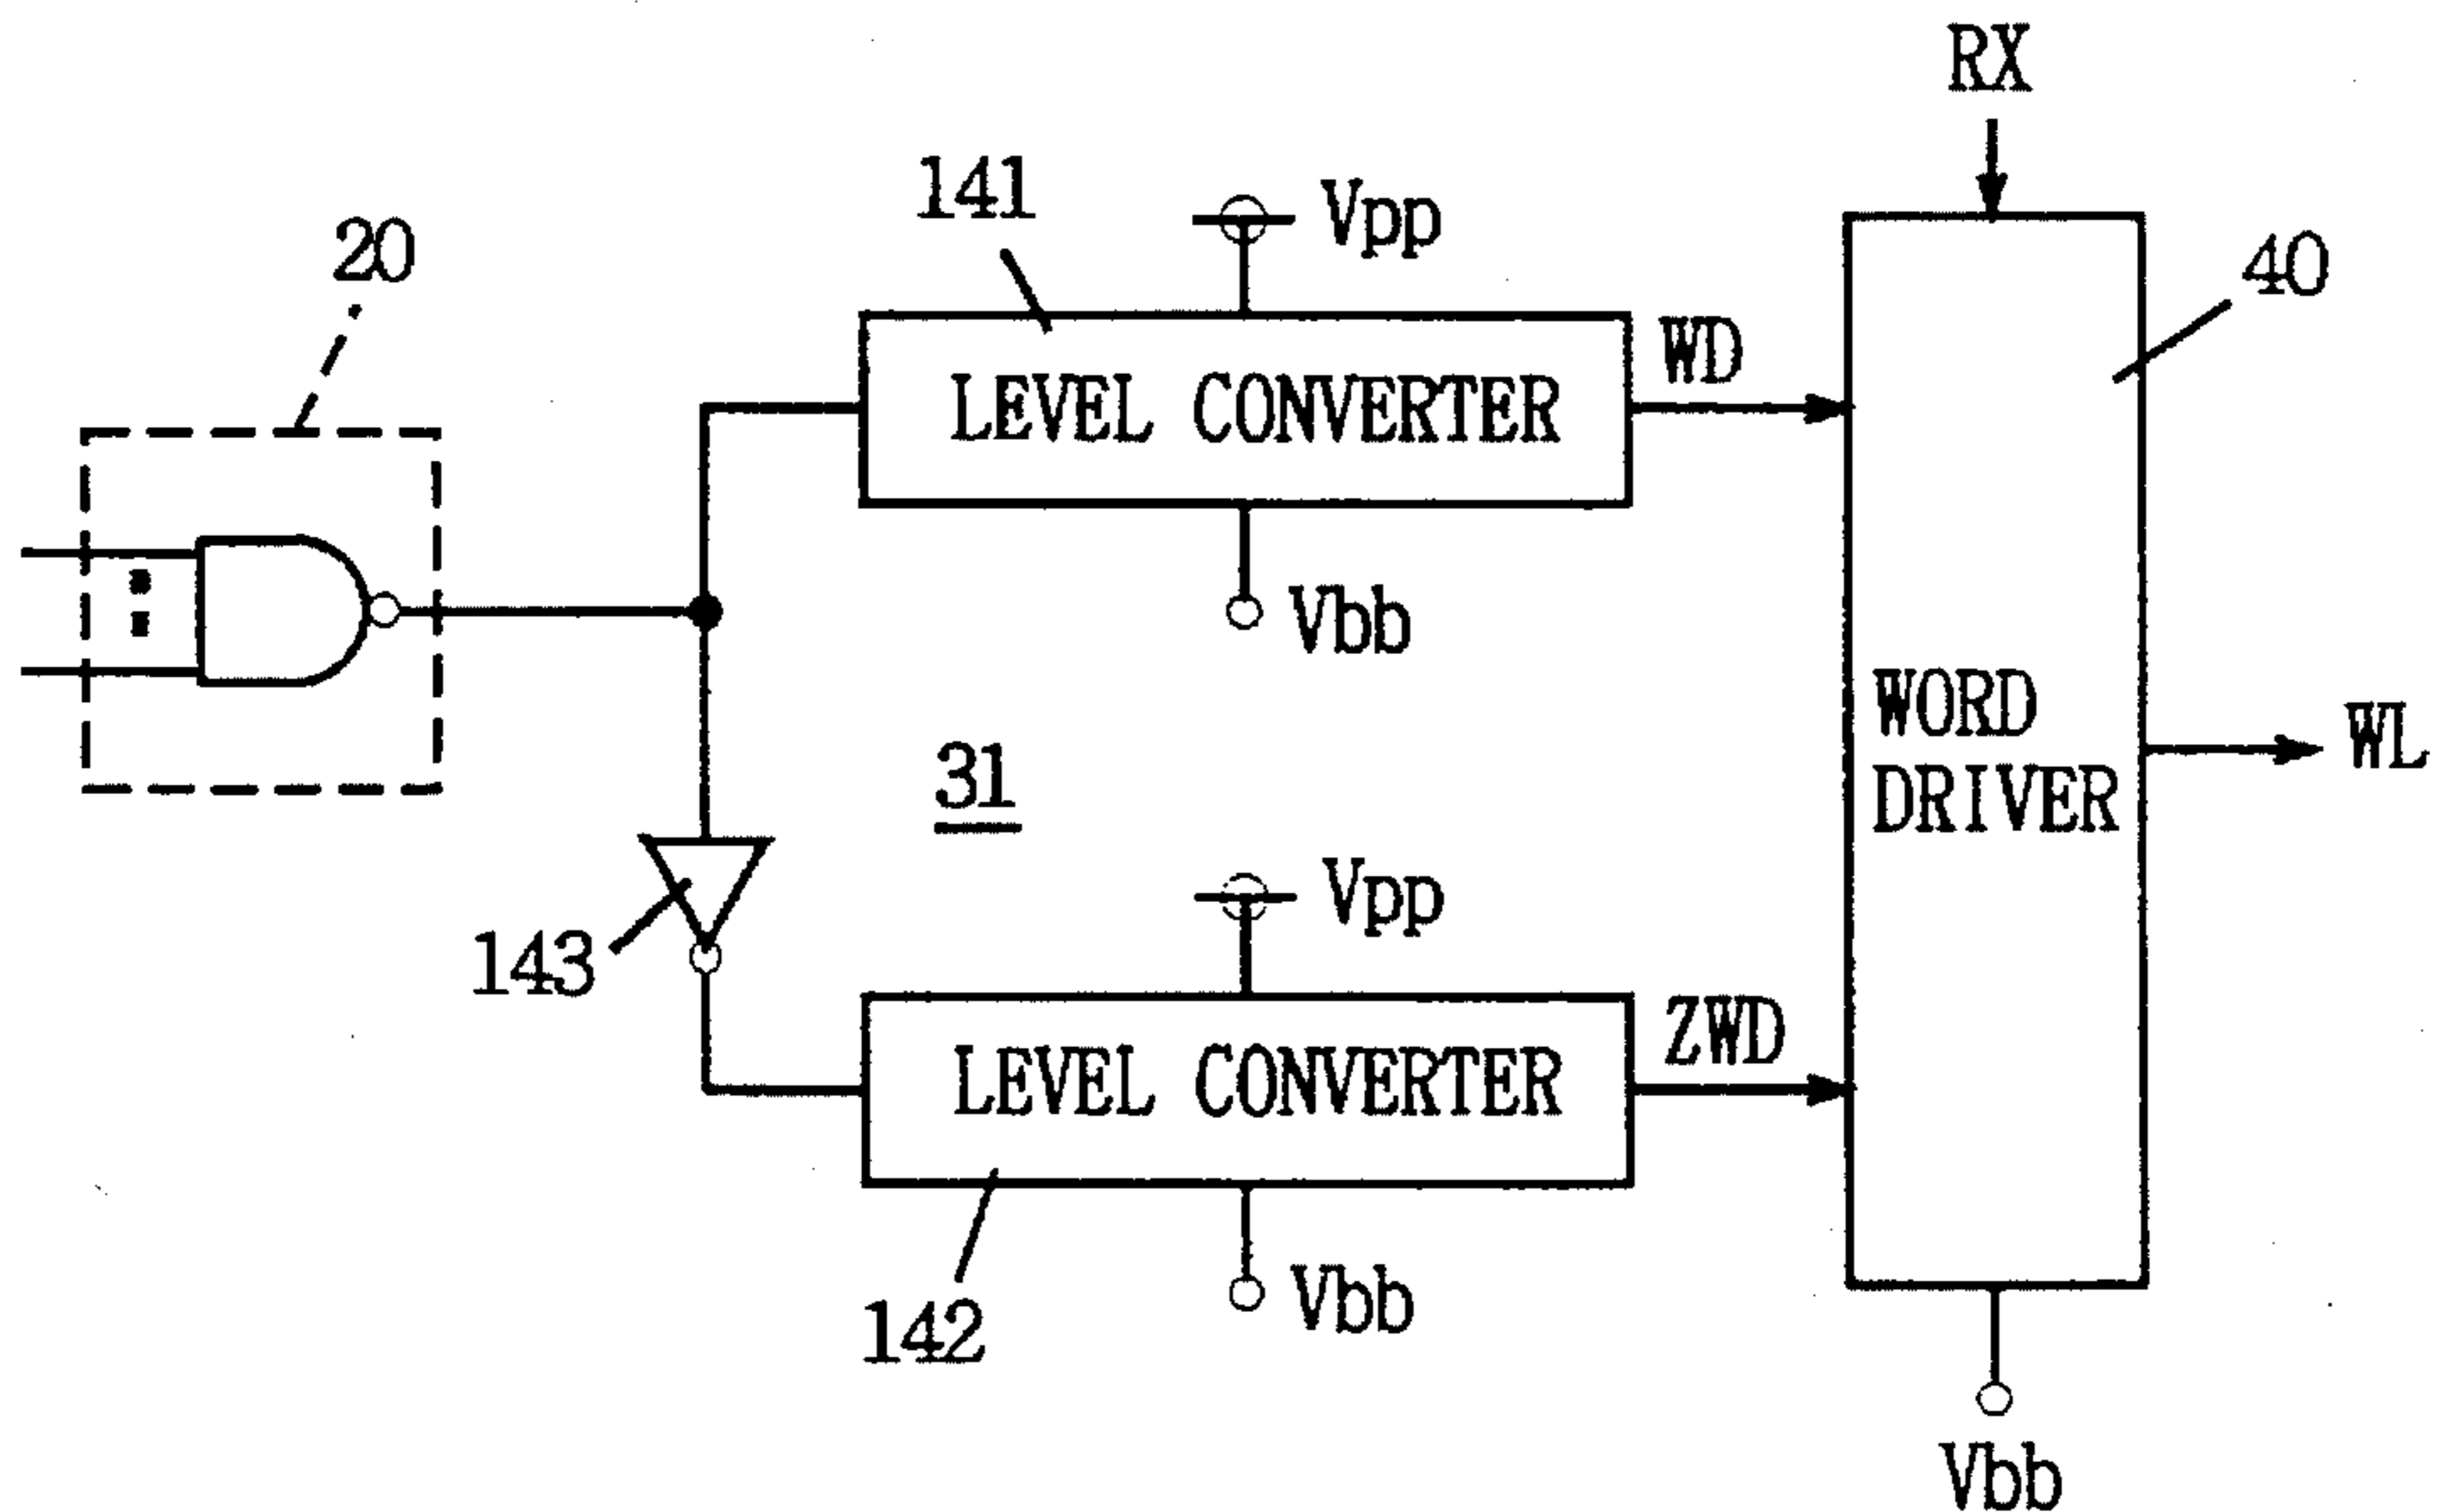 RX
141
Vpp
20
40
WD
LEVEL CONVERTER
Vbb
WORD
DRIVER
WL
31
Vpp
143
ZWD
LEVEL CONVERTER
Vbb
142
Vbb